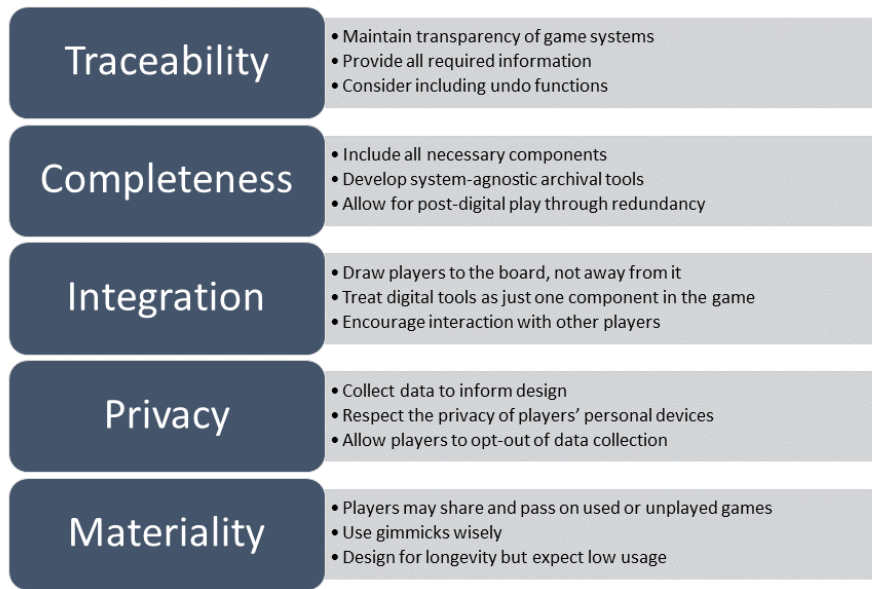 Traceability
• Maintain transparency of game systems
• Provide all required information
• Consider including undo functions
Completeness
• Include all necessary components
• Develop system-agnostic archival tools
• Allow for post-digital play through redundancy
Integration
• Draw players to the board, not away from it
• Treat digital tools as just one component in the game
• Encourage interaction with other players
Privacy
• Collect data to inform design
• Respect the privacy of players' personal devices
• Allow players to opt-out of data collection
Materiality
• Players may share and pass on used or unplayed games
• Use gimmicks wisely
• Design for longevity but expect low usage